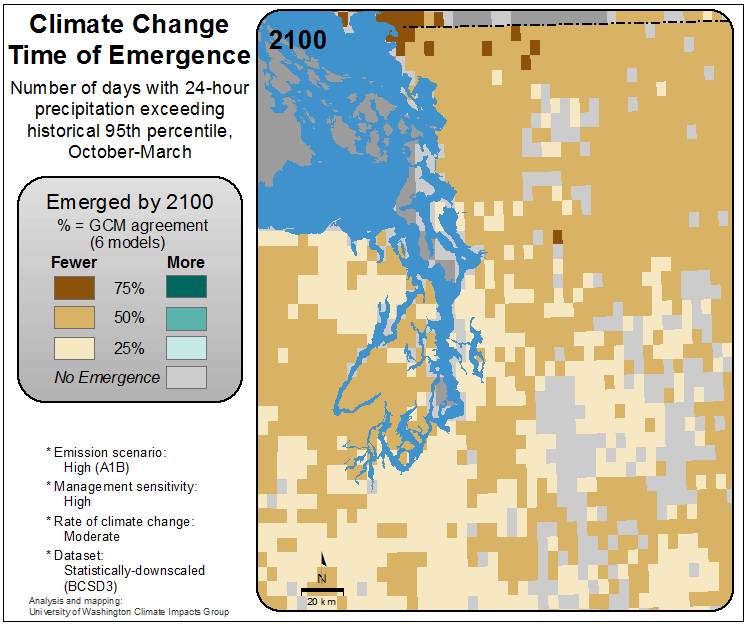 Climate Change
Time of Emergence
Number of days with 24-hour
precipitation exceeding
historical 95th percentile,
October-March
Emerged by 2100
% = GCM agreement
(6 models)
Fewer More
75%
50%
25%
No Emergence
* Emission scenario:
High (A1B)
* Management sensitivity:
High
* Rate of climate change:
Moderate
* Dataset:
Statistically-downscaled
(BCSD3)
Analysis and mapping:
University of Washington Climate Impacts Group
2100
N
20 km